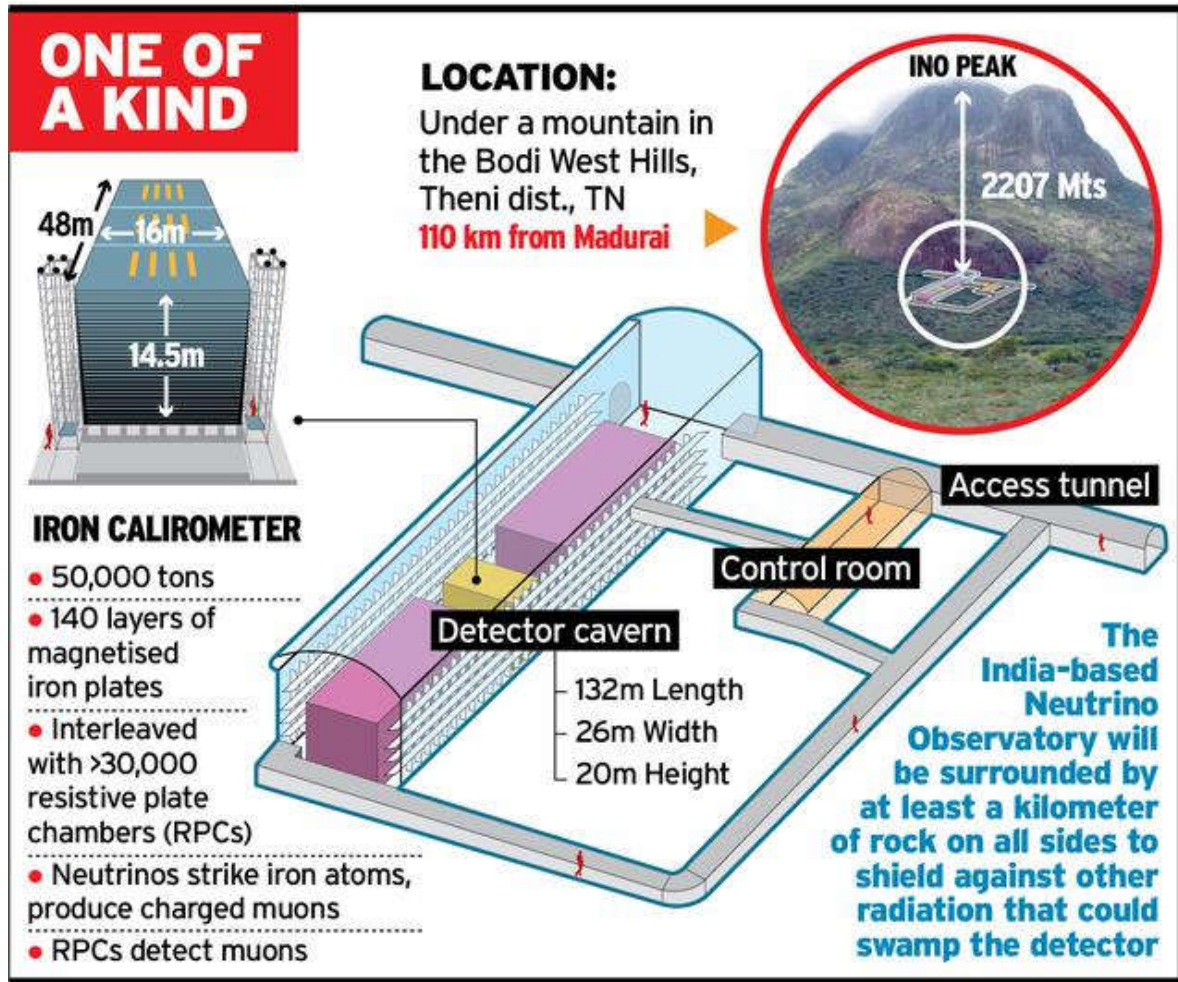 ONE OF
A KIND
LOCATION:
Under a mountain in
the Bodi West Hills,
Theni dist., TN
110 km from Madurai
INO PEAK
2207 Mts
48m
16m
14.5m
IRON CALIROMETER
• 50,000 tons
• 140 layers of
magnetised
iron plates
• Interleaved
with >30,000
resistive plate
chambers (RPCs)
• Neutrinos strike iron atoms,
produce charged muons
• RPCs detect muons
Access tunnel
Control room
Detector cavern
132m Length
26m Width
20m Height
The
India-based
Neutrino
Observatory will
be surrounded by
at least a kilometer
of rock on all sides to
shield against other
radiation that could
swamp the detector